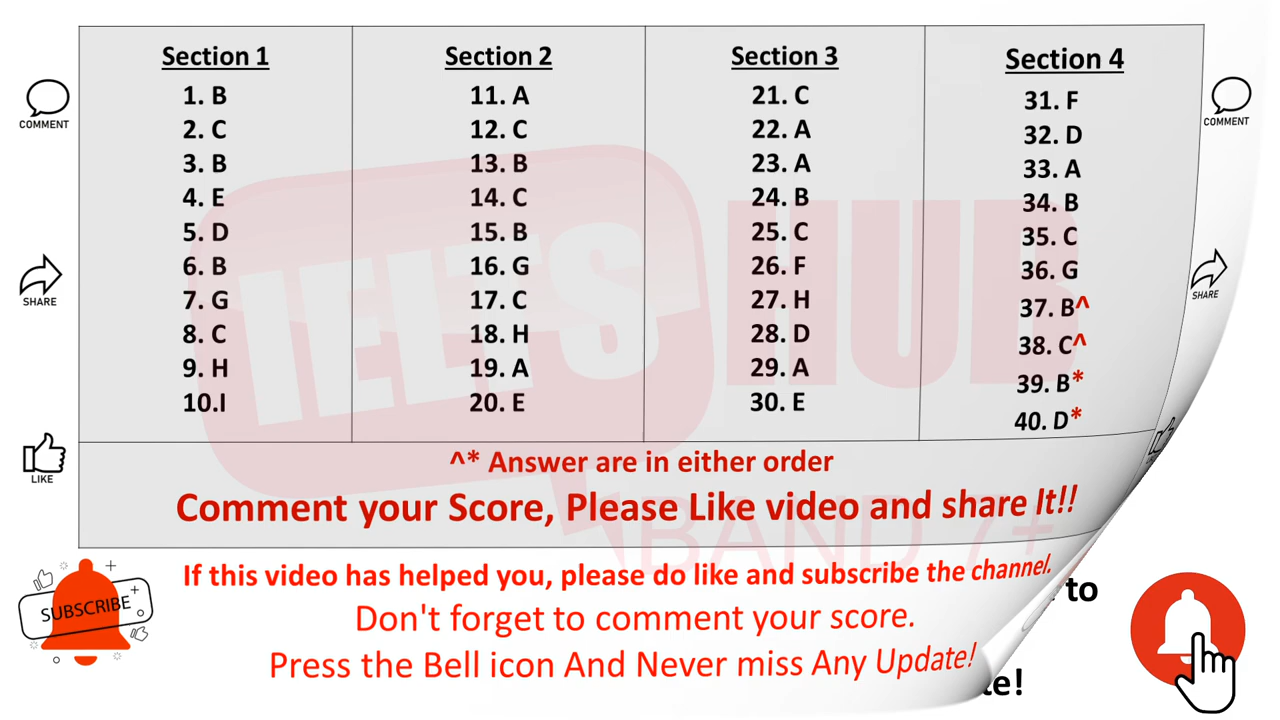 Section 1
1. B
2. C
3. B
4. E
5. D
6. B
7. G
8. C
9. H
10.I
Section 2
11. A
12. C
13. B
14. C
15. B
16. G
17. C
18. H
19. A
20. E
Section 3
21. C
22. A
23. A
24. B
25. C
26. F
27. H
28. D
29. A
30. E
Section 4
31. F
32. D
33. A
34. B
35. C
36. G
37. B^
38. C^
39. B*
40. D*
^* Answer are in either order
Comment your Score, Please Like video and share It!!
If this video has helped you, please do like and subscribe the channel.
Don't forget to comment your score.
Press the Bell icon And Never miss Any Update!
to
COMMENT
SHARE
LIKE
SUBSCRIBE
COMMENT
SHARE
IELTS HUB
BAND 7+